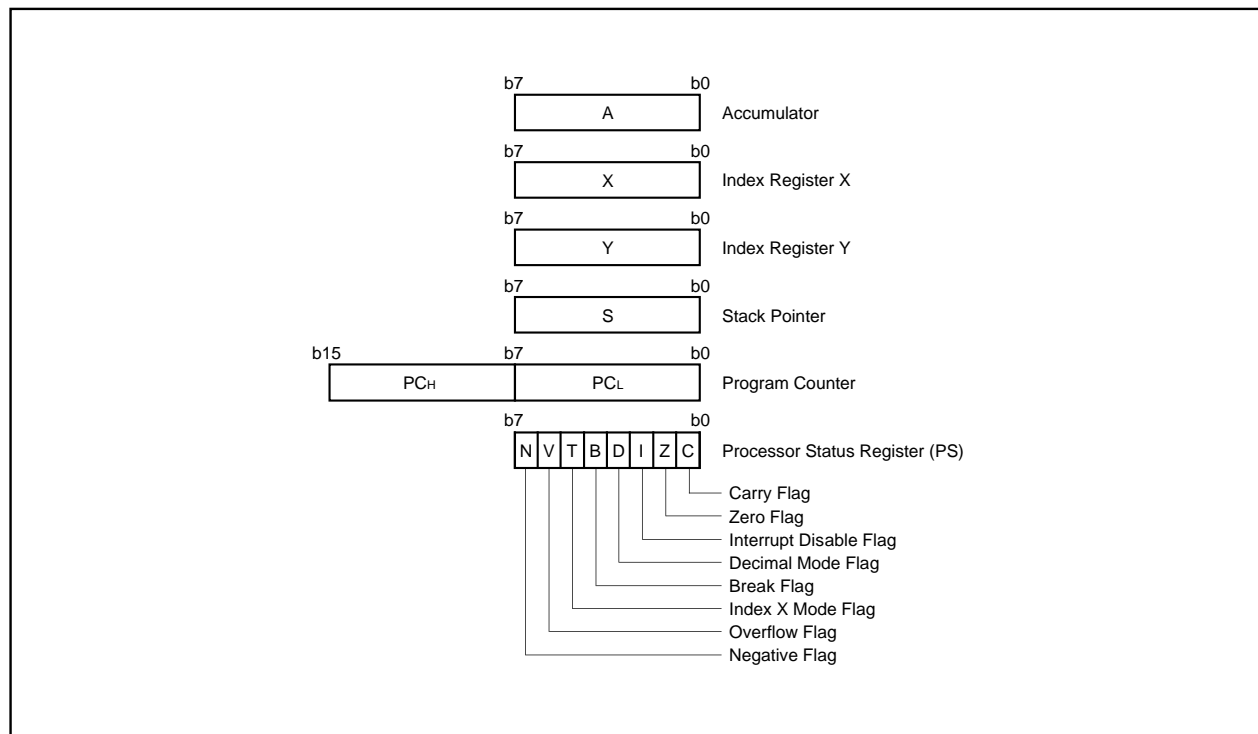 b7 b0
A Accumulator
b7 b0
X Index Register X
b7 b0
Y Index Register Y
b7 b0
S Stack Pointer
b15 b7 b0
PCH PCL Program Counter
b7 b0
N V T B D I Z C Processor Status Register (PS)
Carry Flag
Zero Flag
Interrupt Disable Flag
Decimal Mode Flag
Break Flag
Index X Mode Flag
Overflow Flag
Negative Flag